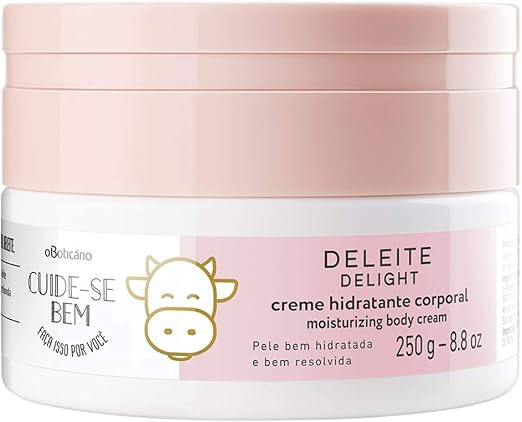 oBoticário
CUIDE-SE
BEM
FAÇA ISSO POR VOCÊ
DELEITE
DELIGHT
creme hidratante corporal
moisturizing body cream
Pele bem hidratada
e bem resolvida
250 g – 8.8 oz